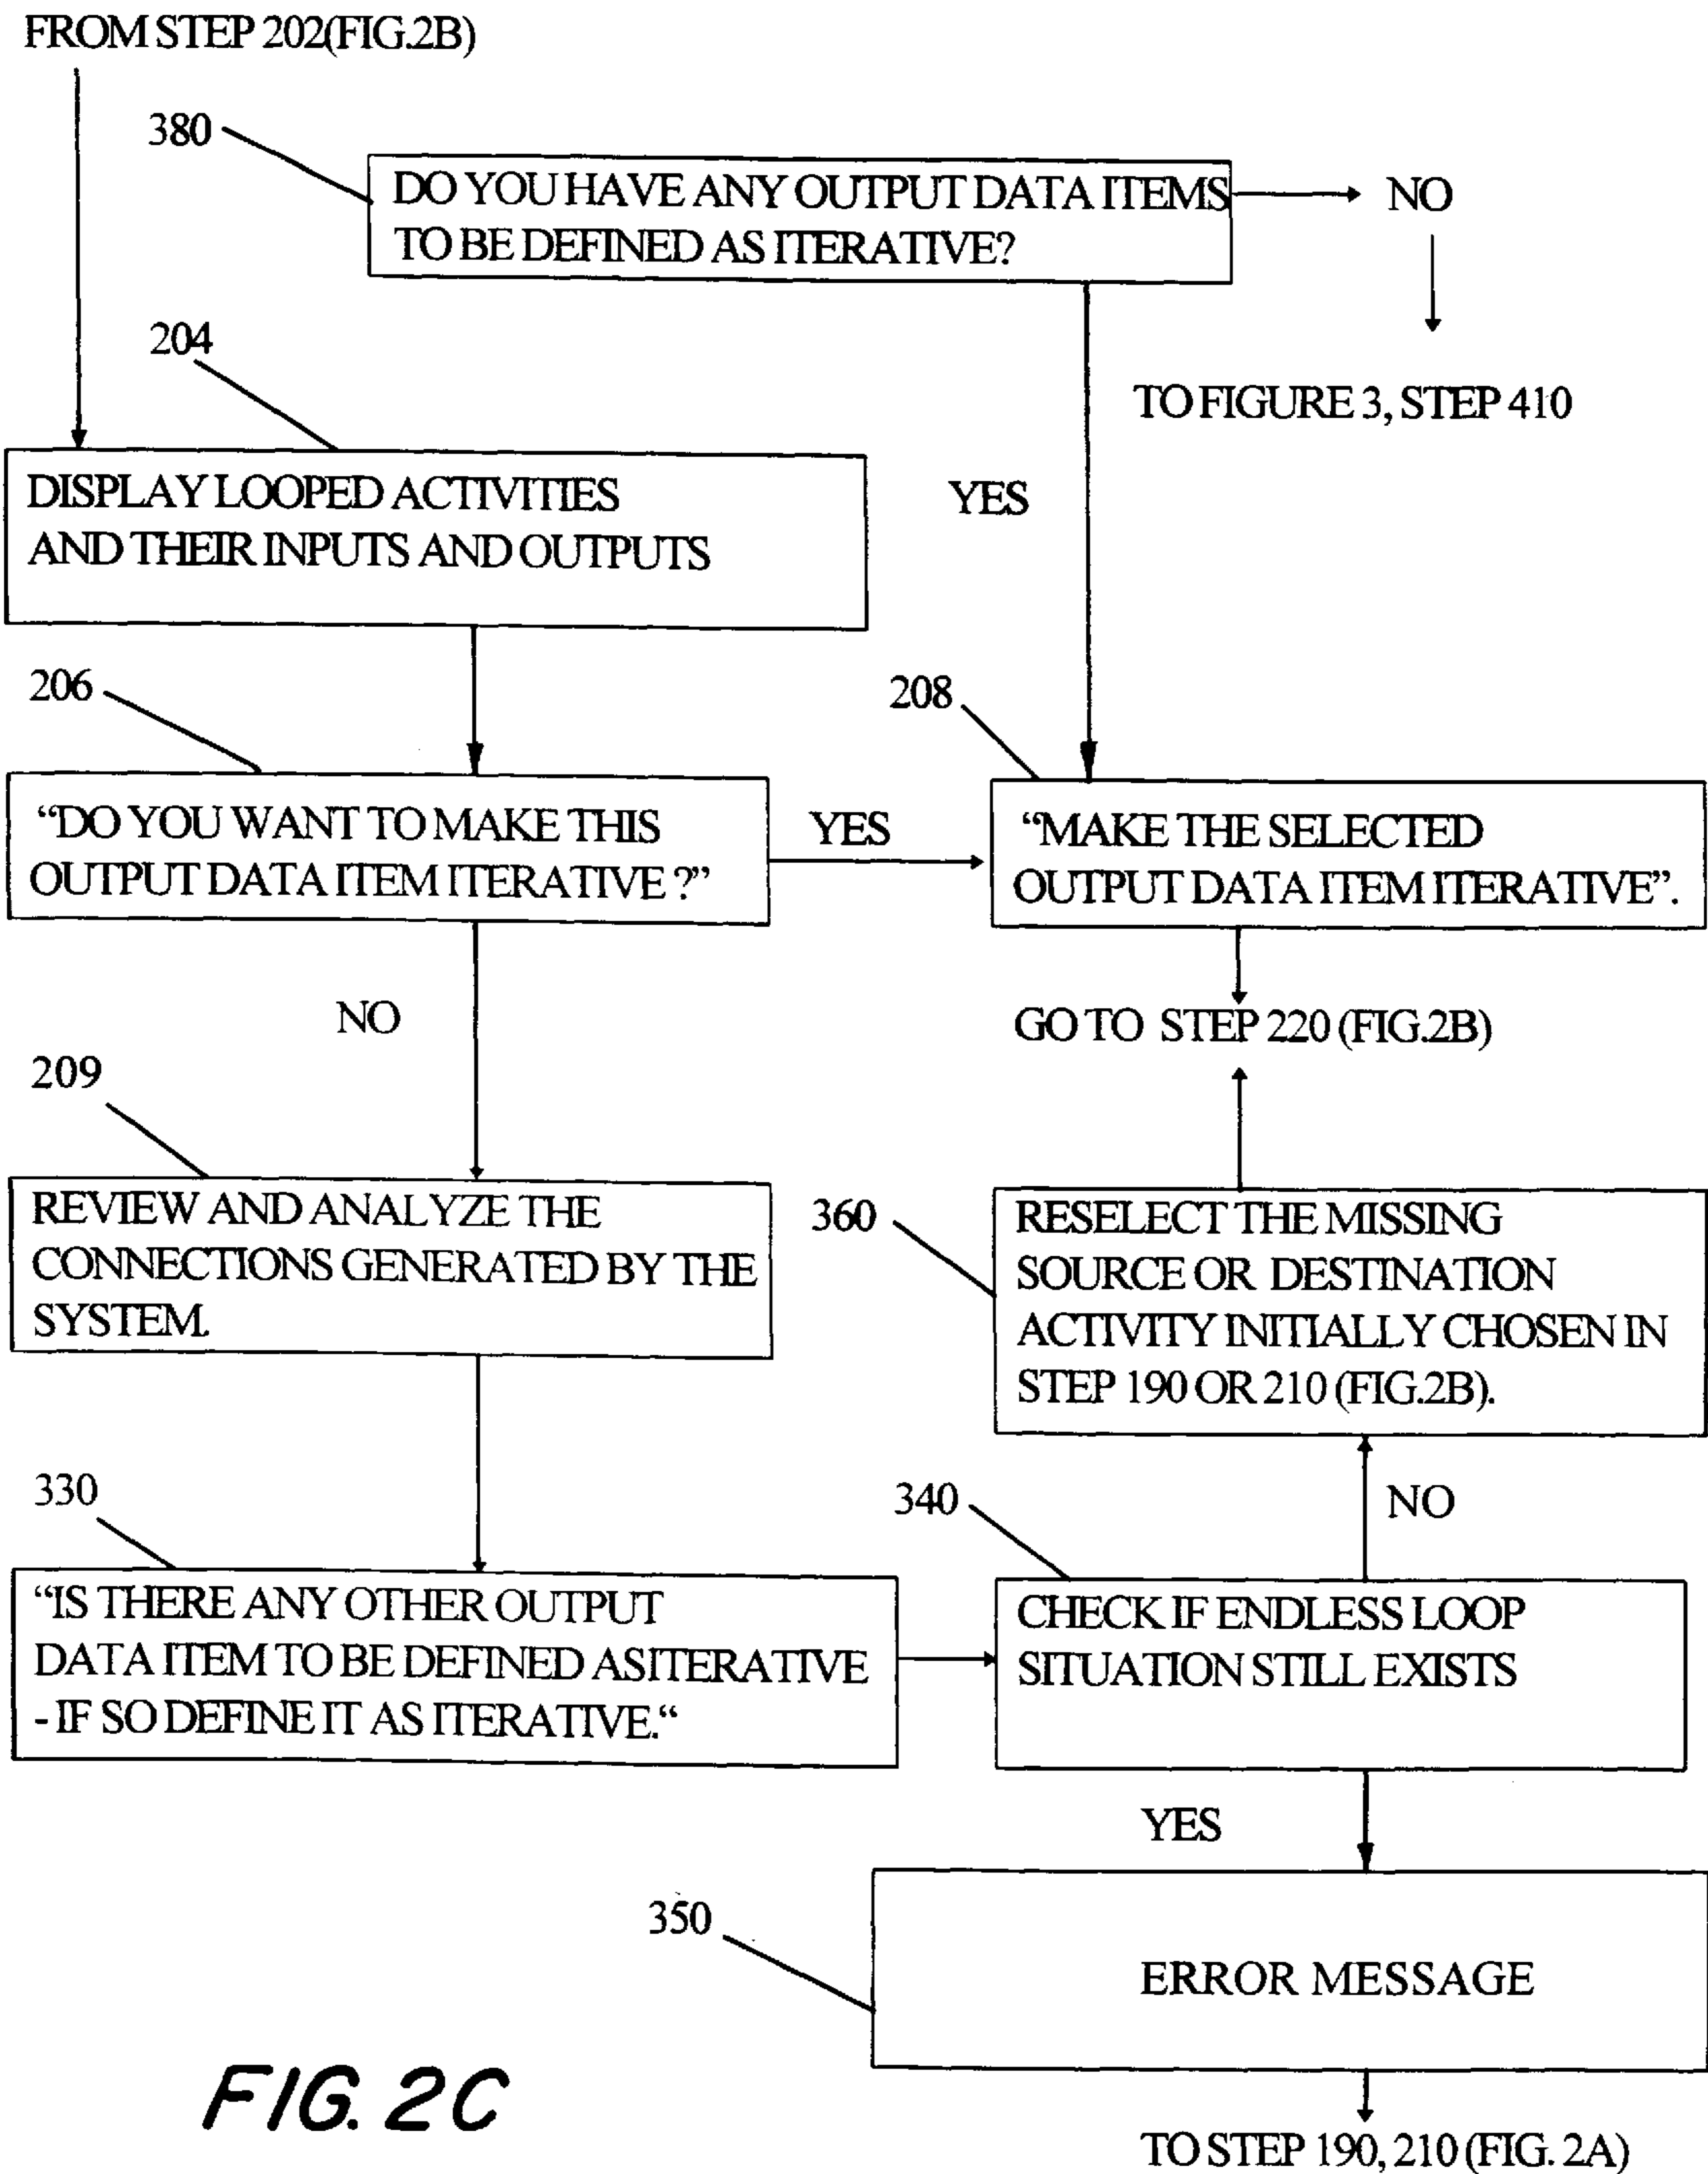 FROM STEP 202(FIG.2B)
380
DO YOU HAVE ANY OUTPUT DATA ITEMS
TO BE DEFINED AS ITERATIVE?
NO
204
TO FIGURE 3, STEP 410
DISPLAY LOOPED ACTIVITIES
AND THEIR INPUTS AND OUTPUTS
YES
206
208
“DO YOU WANT TO MAKE THIS
OUTPUT DATA ITEM ITERATIVE ?”
YES
“MAKE THE SELECTED
OUTPUT DATA ITEM ITERATIVE”.
NO
GO TO STEP 220 (FIG.2B)
209
REVIEW AND ANALYZE THE
CONNECTIONS GENERATED BY THE
SYSTEM.
360
RESELECT THE MISSING
SOURCE OR DESTINATION
ACTIVITY INITIALLY CHOSEN IN
STEP 190 OR 210 (FIG.2B).
330
340
NO
“IS THERE ANY OTHER OUTPUT
DATA ITEM TO BE DEFINED AS ITERATIVE
- IF SO DEFINE IT AS ITERATIVE.“
CHECK IF ENDLESS LOOP
SITUATION STILL EXISTS
YES
350
ERROR MESSAGE
FIG. 2C
TO STEP 190, 210 (FIG. 2A)